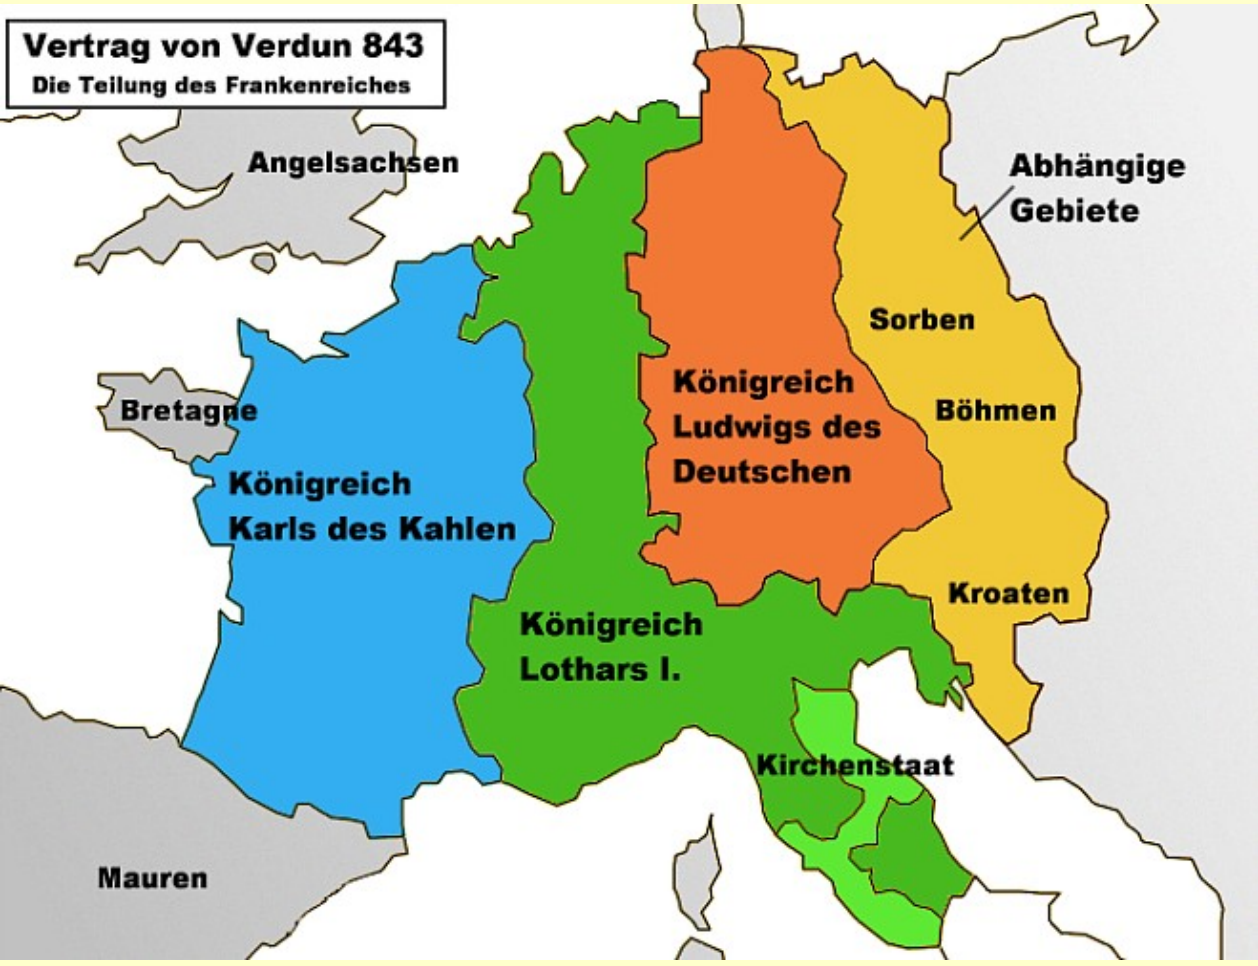 Vertrag von Verdun 843
Die Teilung des Frankenreiches
Angelsachsen
Abhängige
Gebiete
Sorben
Bretagne
Königreich
Ludwigs des
Deutschen
Böhmen
Königreich
Karls des Kahlen
Kroaten
Königreich
Lothars I.
Kirchenstaat
Mauren